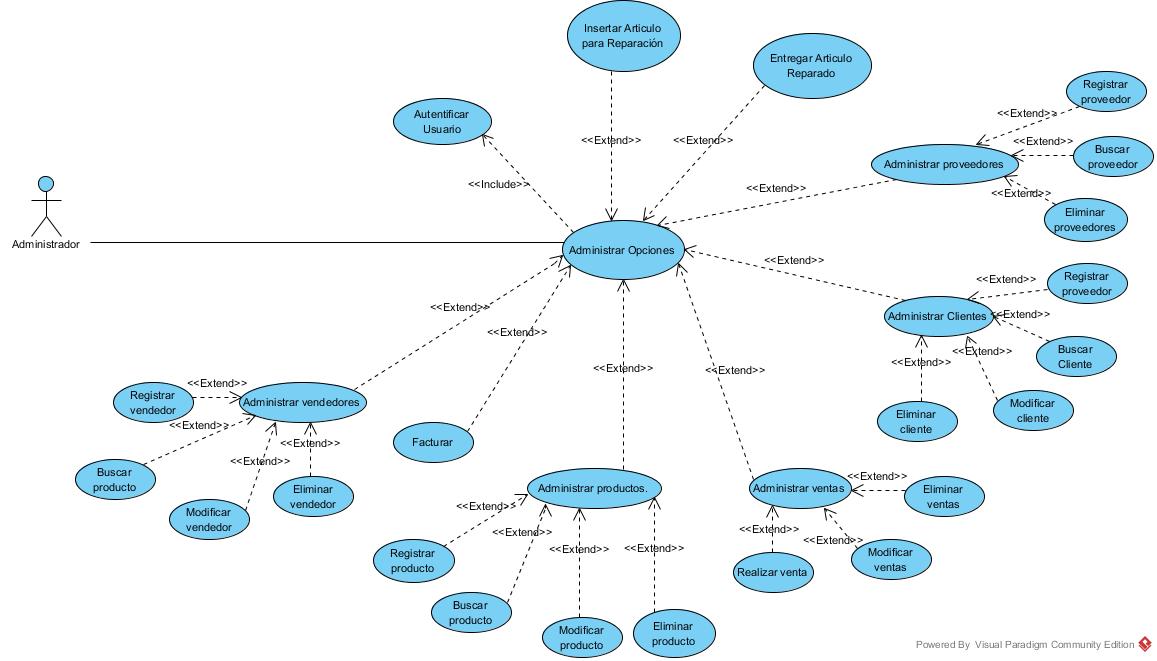 Insertar Articulo
para Reparación
Entregar Articulo
Reparado
Autentificar
Usuario
Registrar
proveedor
<<Extend>>
<<Extend>>
<<Extend>>
<<Extend>>
Buscar
proveedor
Administrar proveedores
<<Include>>
<<Extend>>
<<Extend>>
Eliminar
proveedores
Administrador
Administrar Opciones
<<Extend>>
<<Extend>>
Registrar
proveedor
<<Extend>>
Administrar Clientes
<<Extend>>
<<Extend>>
<<Extend>>
<<Extend>>
Buscar
Cliente
<<Extend>>
<<Extend>>
<<Extend>>
Registrar
vendedor
Administrar vendedores
Modificar
cliente
Eliminar
cliente
<<Extend>>
Facturar
<<Extend>>
<<Extend>>
Buscar
producto
Eliminar
vendedor
Modificar
vendedor
Administrar productos.
Administrar ventas
<<Extend>>
Eliminar
ventas
<<Extend>>
<<Extend>>
<<Extend>>
<<Extend>>
<<Extend>>
<<Extend>>
Registrar
producto
Realizar venta
Modificar
ventas
Buscar
producto
Modificar
producto
Eliminar
producto
Powered By Visual Paradigm Community Edition